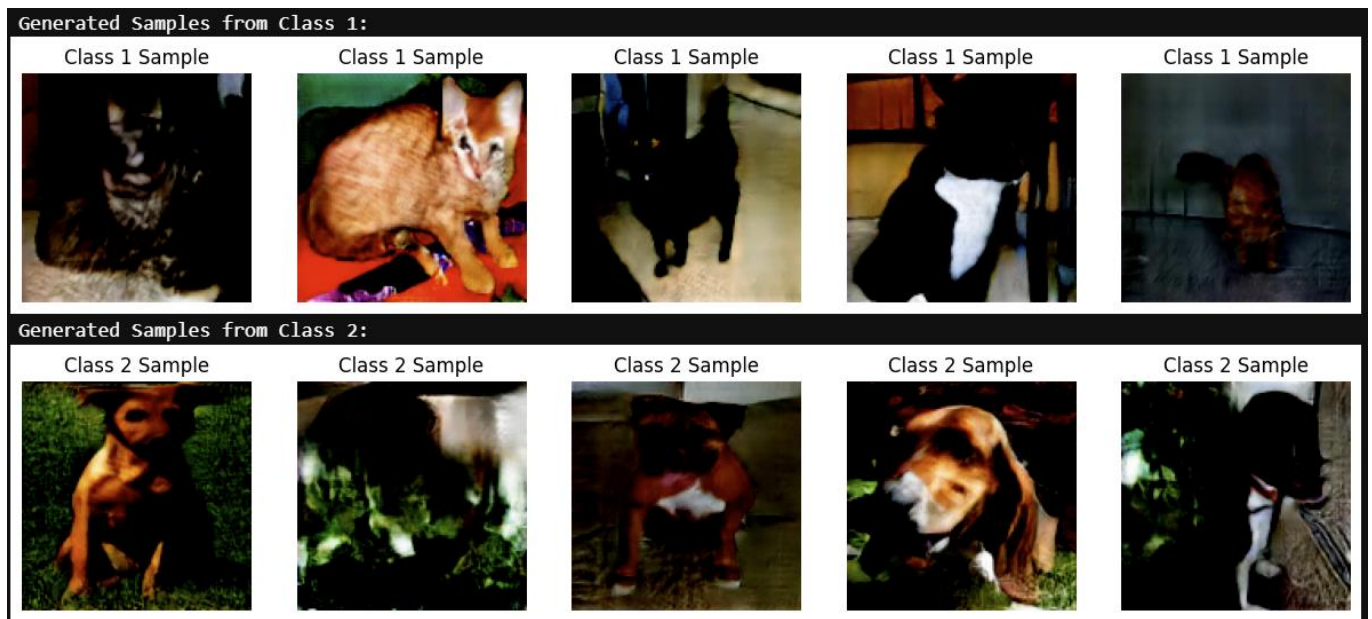 Generated Samples from Class 1:
Class 1 Sample Class 1 Sample Class 1 Sample Class 1 Sample Class 1 Sample
Generated Samples from Class 2:
Class 2 Sample Class 2 Sample Class 2 Sample Class 2 Sample Class 2 Sample